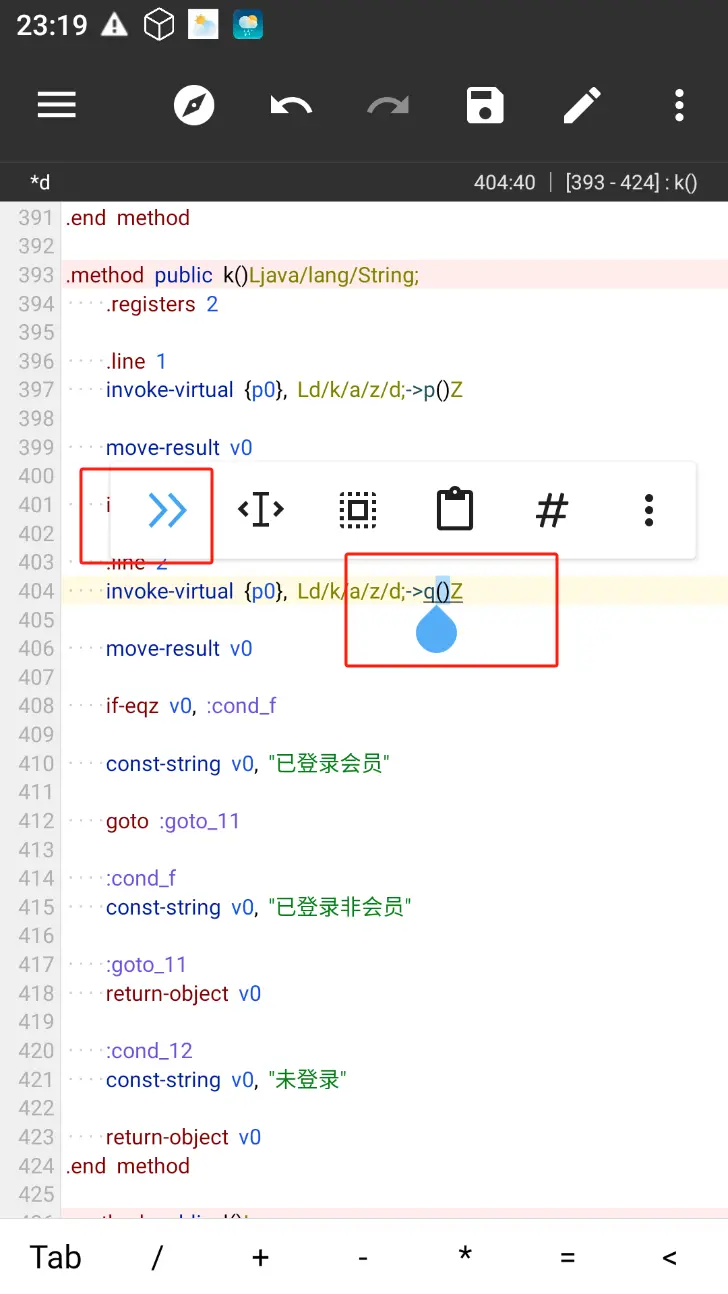 23:19
*d 404:40 [393 - 424] : k()
391 .end method
392
393 .method public k()Ljava/lang/String;
394 .registers 2
395
396 .line 1
397 invoke-virtual {p0}, Ld/k/a/z/d;->p()Z
398
399 move-result v0
400
401 i
402
403 .line 2
404 invoke-virtual {p0}, Ld/k/a/z/d;->q()Z
405
406 move-result v0
407
408 if-eqz v0, :cond_f
409
410 const-string v0, "已登录会员"
411
412 goto :goto_11
413
414 :cond_f
415 const-string v0, "已登录非会员"
416
417 :goto_11
418 return-object v0
419
420 :cond_12
421 const-string v0, "未登录"
422
423 return-object v0
424 .end method
425
Tab / + - * = <